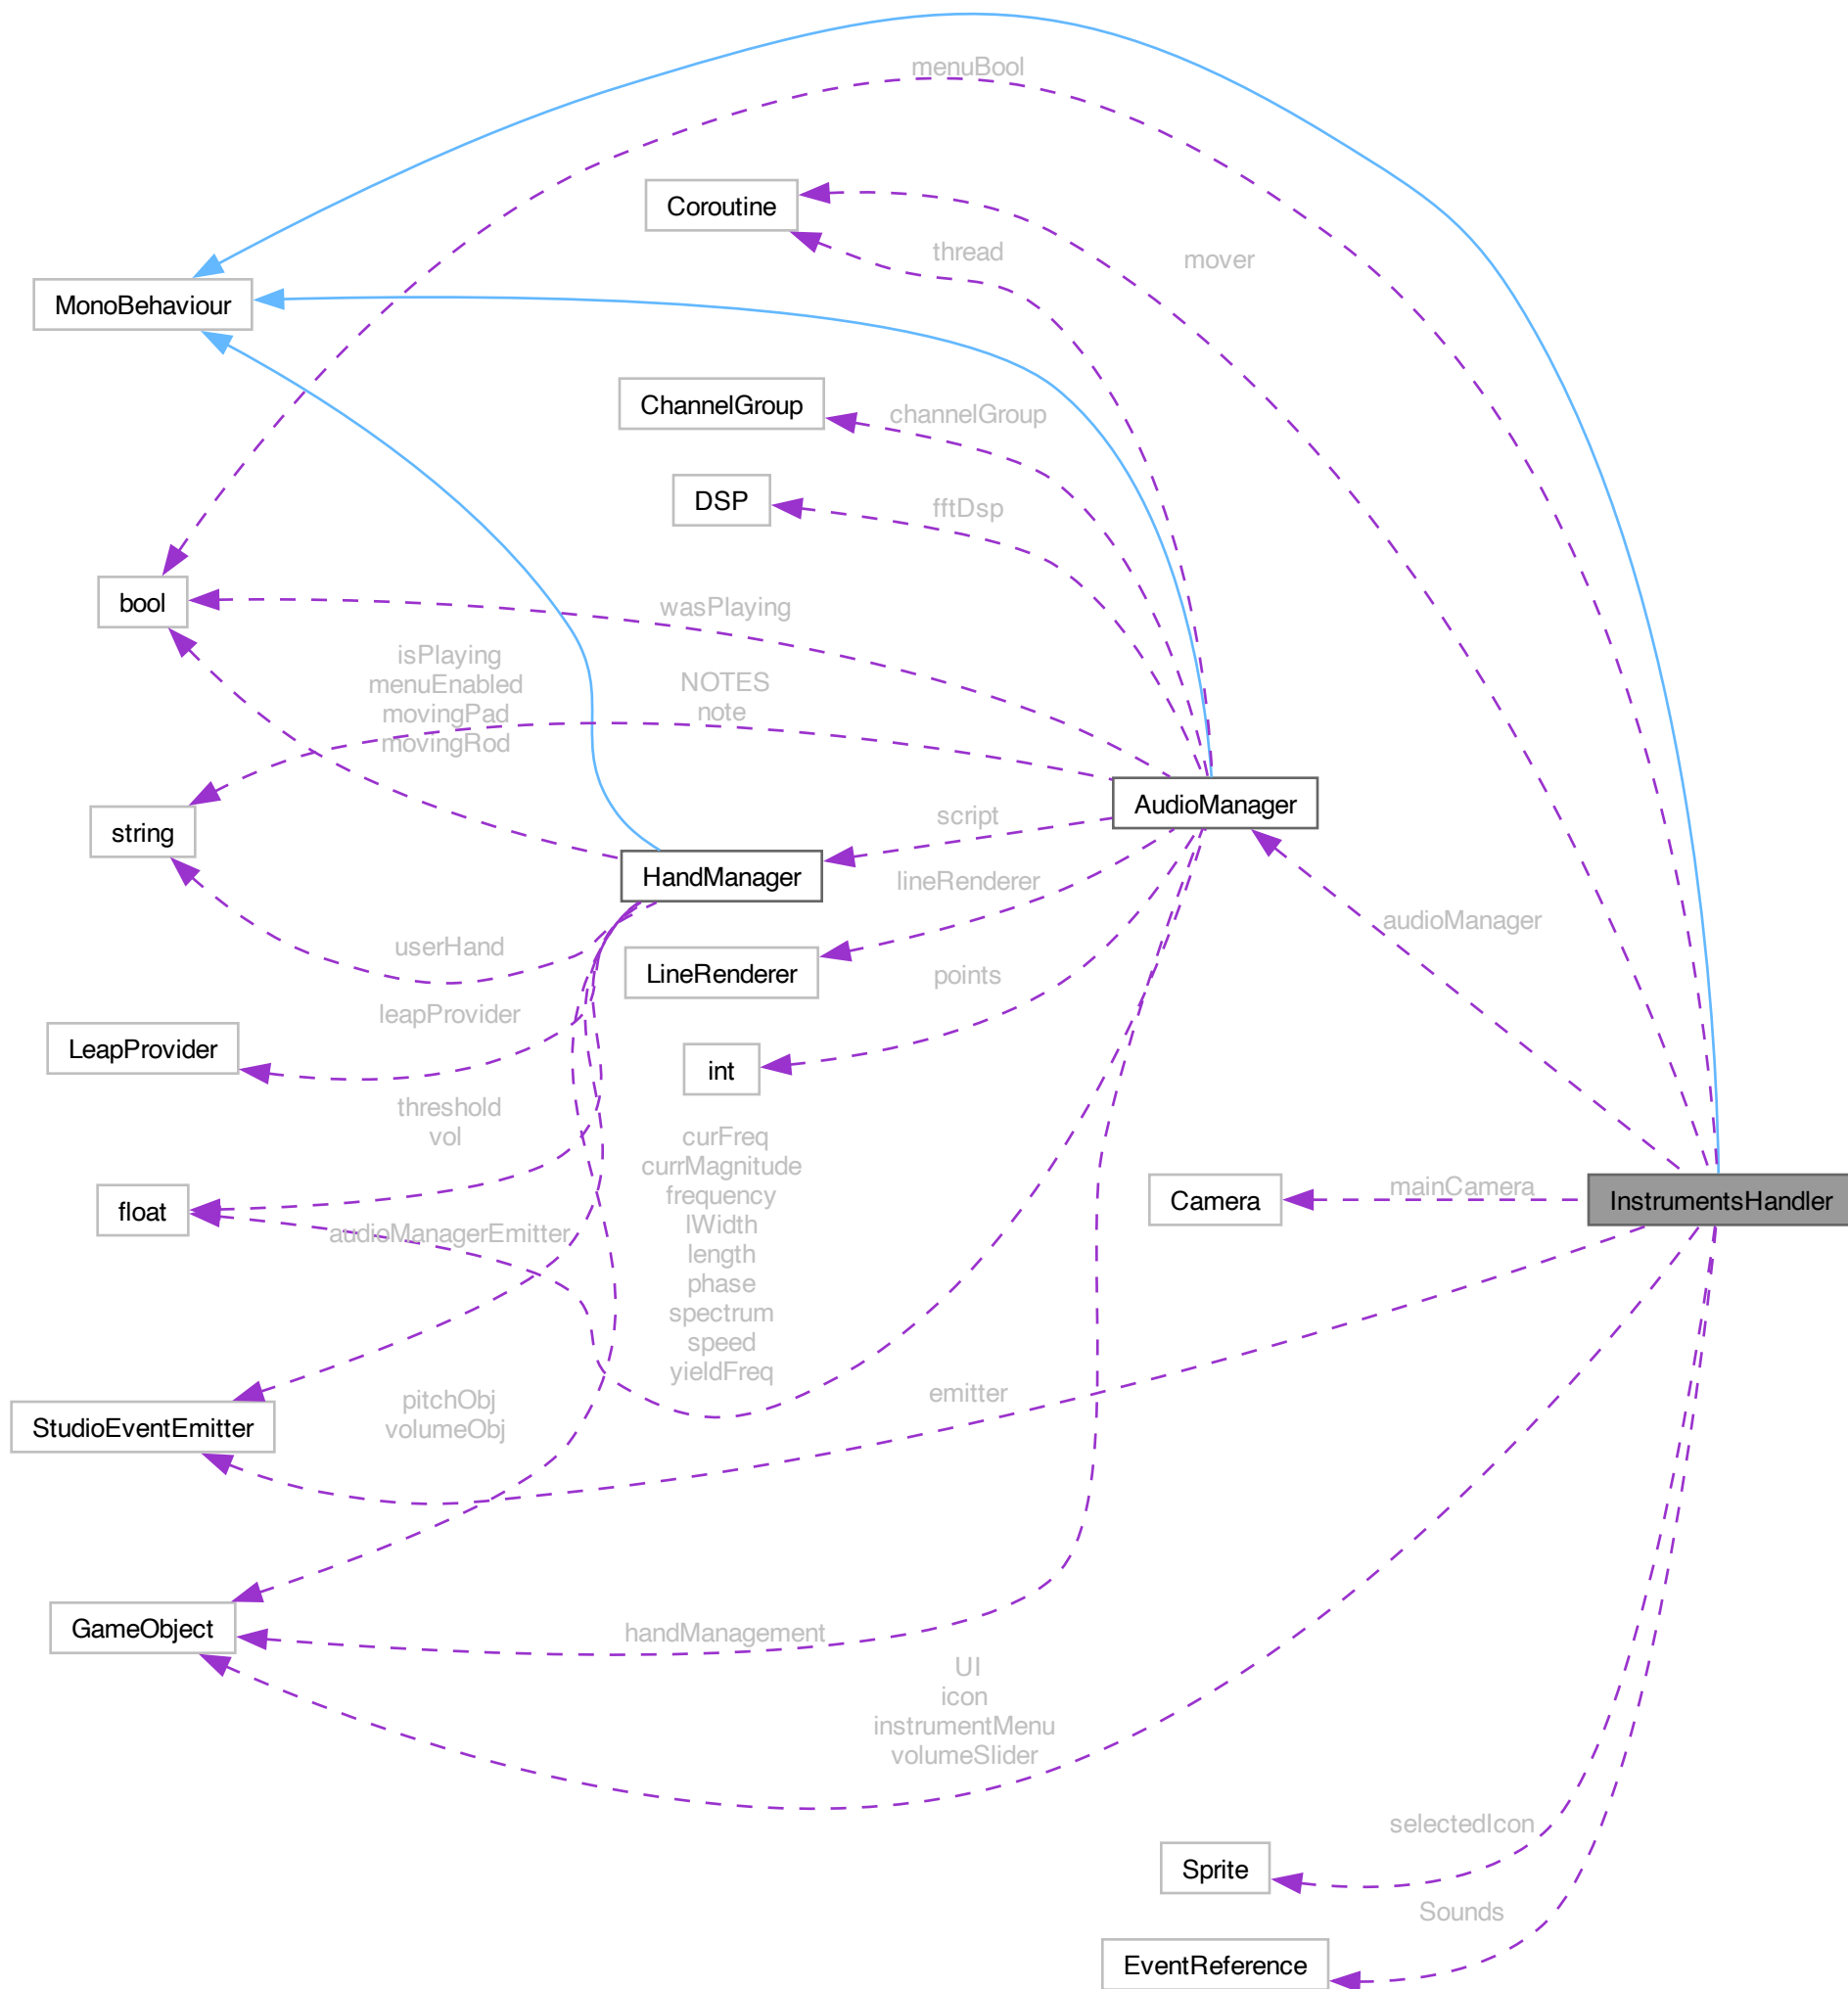 menuBool
Coroutine
thread
mover
MonoBehaviour
ChannelGroup
channelGroup
DSP
fftDsp
bool
wasPlaying
isPlaying
menuEnabled
movingPad
movingRod
NOTES
note
AudioManager
string
script
HandManager
lineRenderer
audioManager
userHand
LineRenderer
points
leapProvider
LeapProvider
int
threshold
vol
curFreq
currMagnitude
frequency
lWidth
length
phase
spectrum
speed
yieldFreq
Camera
mainCamera
InstrumentsHandler
float
audioManagerEmitter
StudioEventEmitter
pitchObj
volumeObj
emitter
GameObject
handManagement
UI
icon
instrumentMenu
volumeSlider
selectedIcon
Sprite
Sounds
EventReference